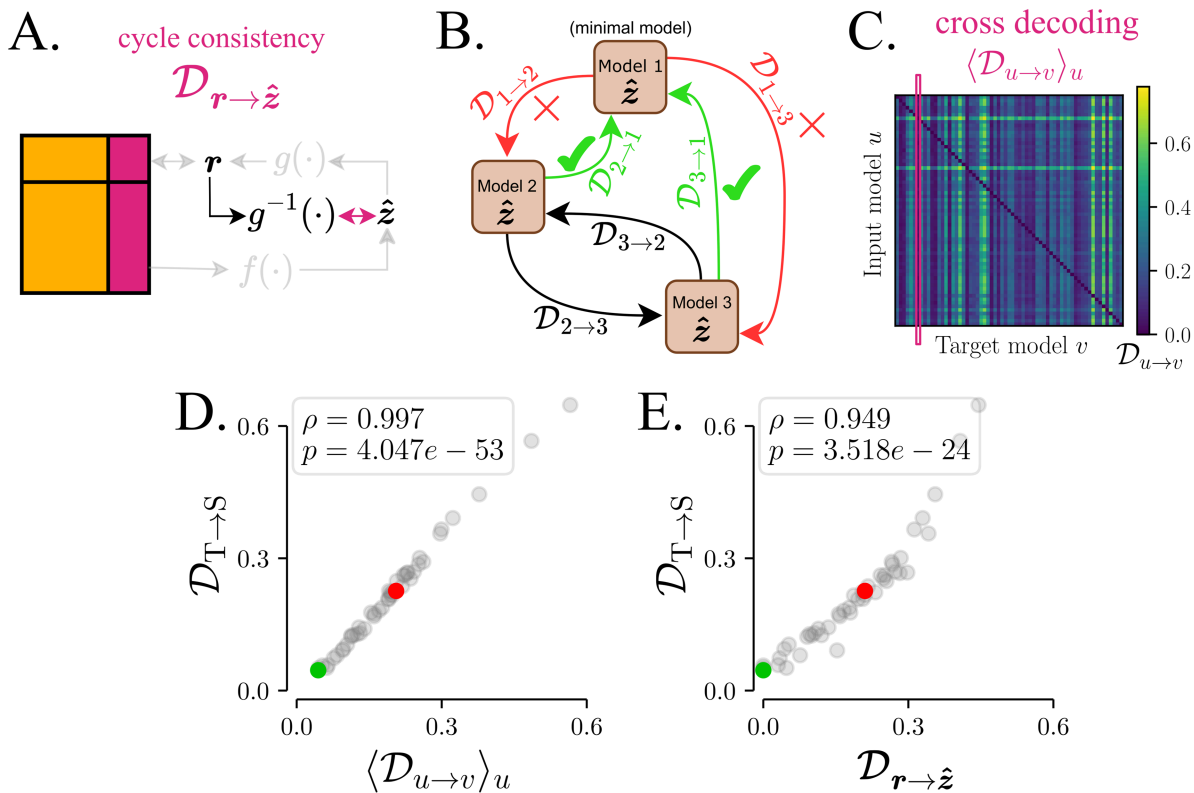 A.
cycle consistency
𝒟_{r→ẑ}
r
g(·)
g⁻¹(·)
ẑ
f(·)
B.
(minimal model)
Model 1
ẑ
𝒟_{1→2}
𝒟_{1→3}
𝒟_{2→1}
𝒟_{3→1}
Model 2
ẑ
𝒟_{3→2}
𝒟_{2→3}
Model 3
ẑ
C.
cross decoding
⟨𝒟_{u→v}⟩_u
Input model u
Target model v
0.6
0.4
0.2
0.0
𝒟_{u→v}
D.
ρ = 0.997
p = 4.047e − 53
𝒟_{T→S}
0.6
0.3
0.0
0.0
0.3
0.6
⟨𝒟_{u→v}⟩_u
E.
ρ = 0.949
p = 3.518e − 24
𝒟_{T→S}
0.6
0.3
0.0
0.0
0.3
0.6
𝒟_{r→ẑ}